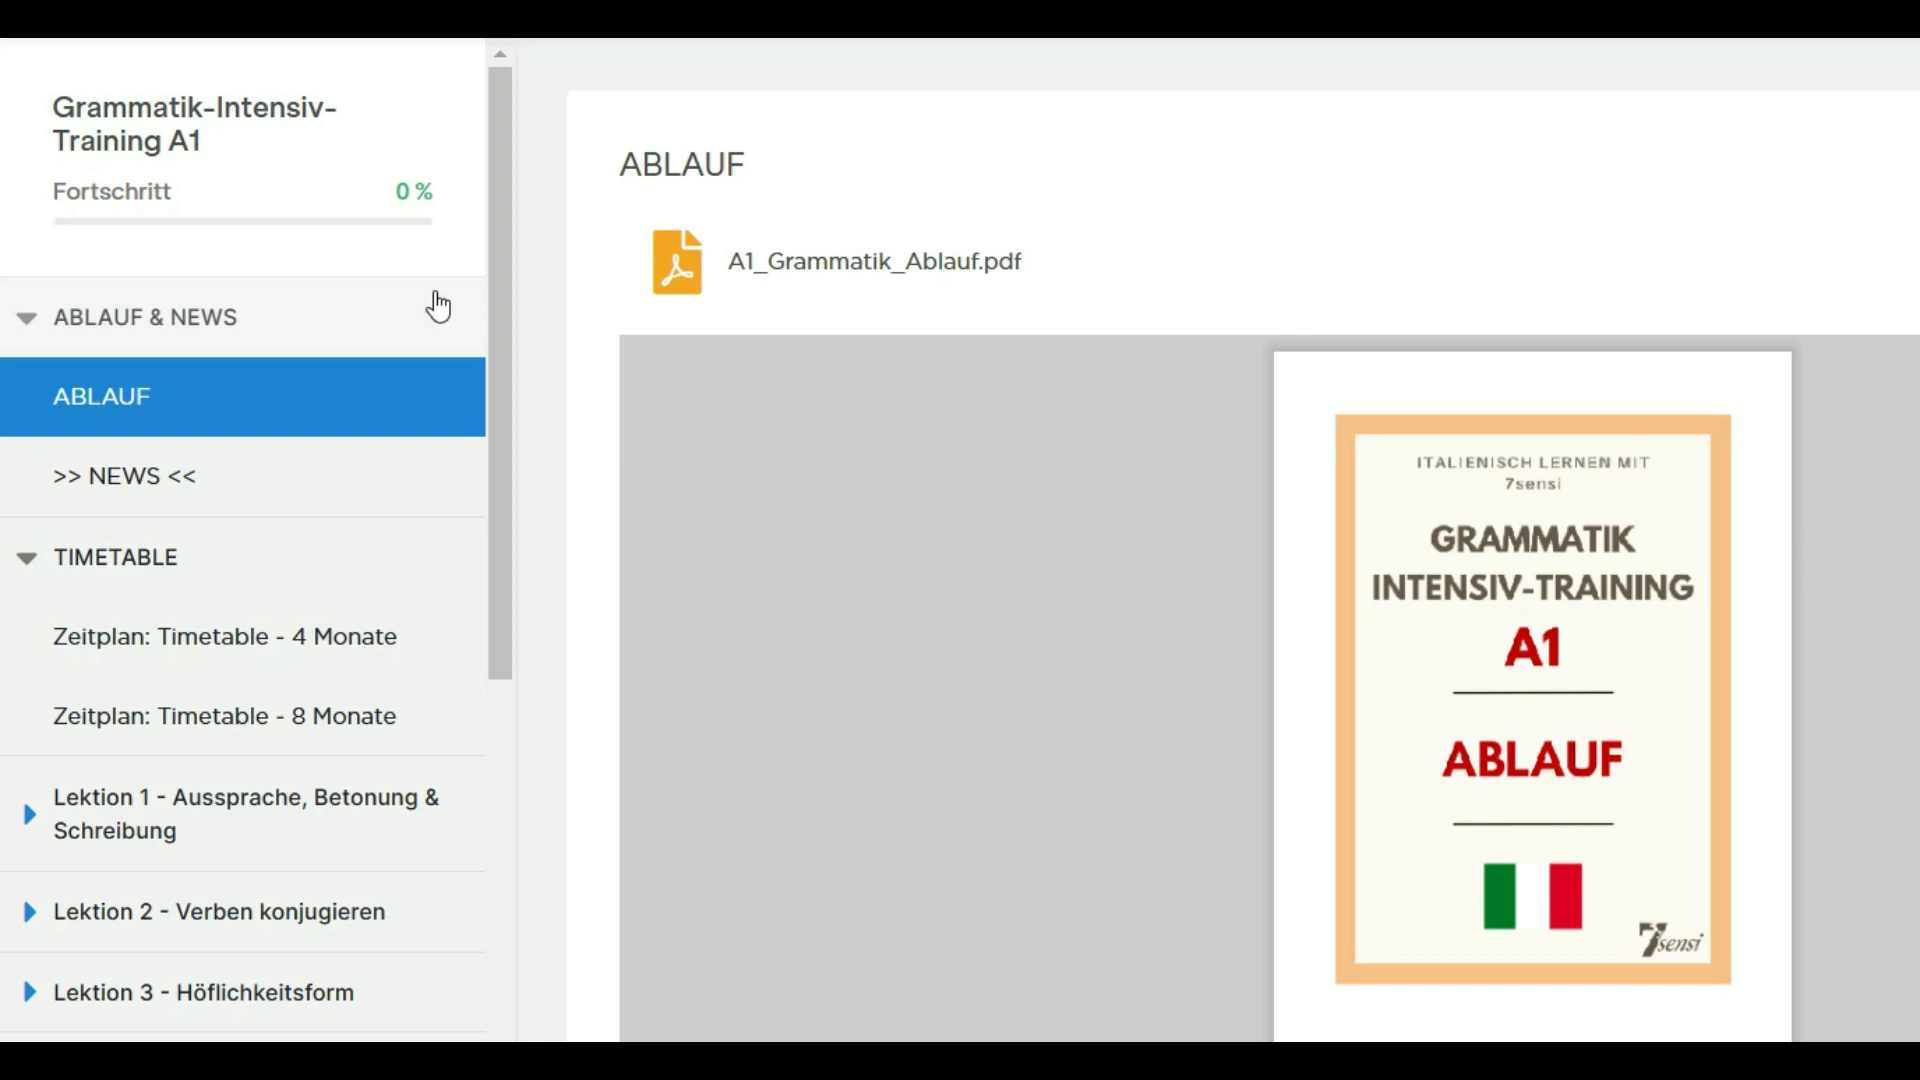 Grammatik-Intensiv-
Training A1
Fortschritt 0 %
ABLAUF & NEWS
ABLAUF
>> NEWS <<
TIMETABLE
Zeitplan: Timetable - 4 Monate
Zeitplan: Timetable - 8 Monate
Lektion 1 - Aussprache, Betonung &
Schreibung
Lektion 2 - Verben konjugieren
Lektion 3 - Höflichkeitsform
ABLAUF
A1_Grammatik_Ablauf.pdf
ITALIENISCH LERNEN MIT
7sensi
GRAMMATIK
INTENSIV-TRAINING
A1
ABLAUF
7sensi